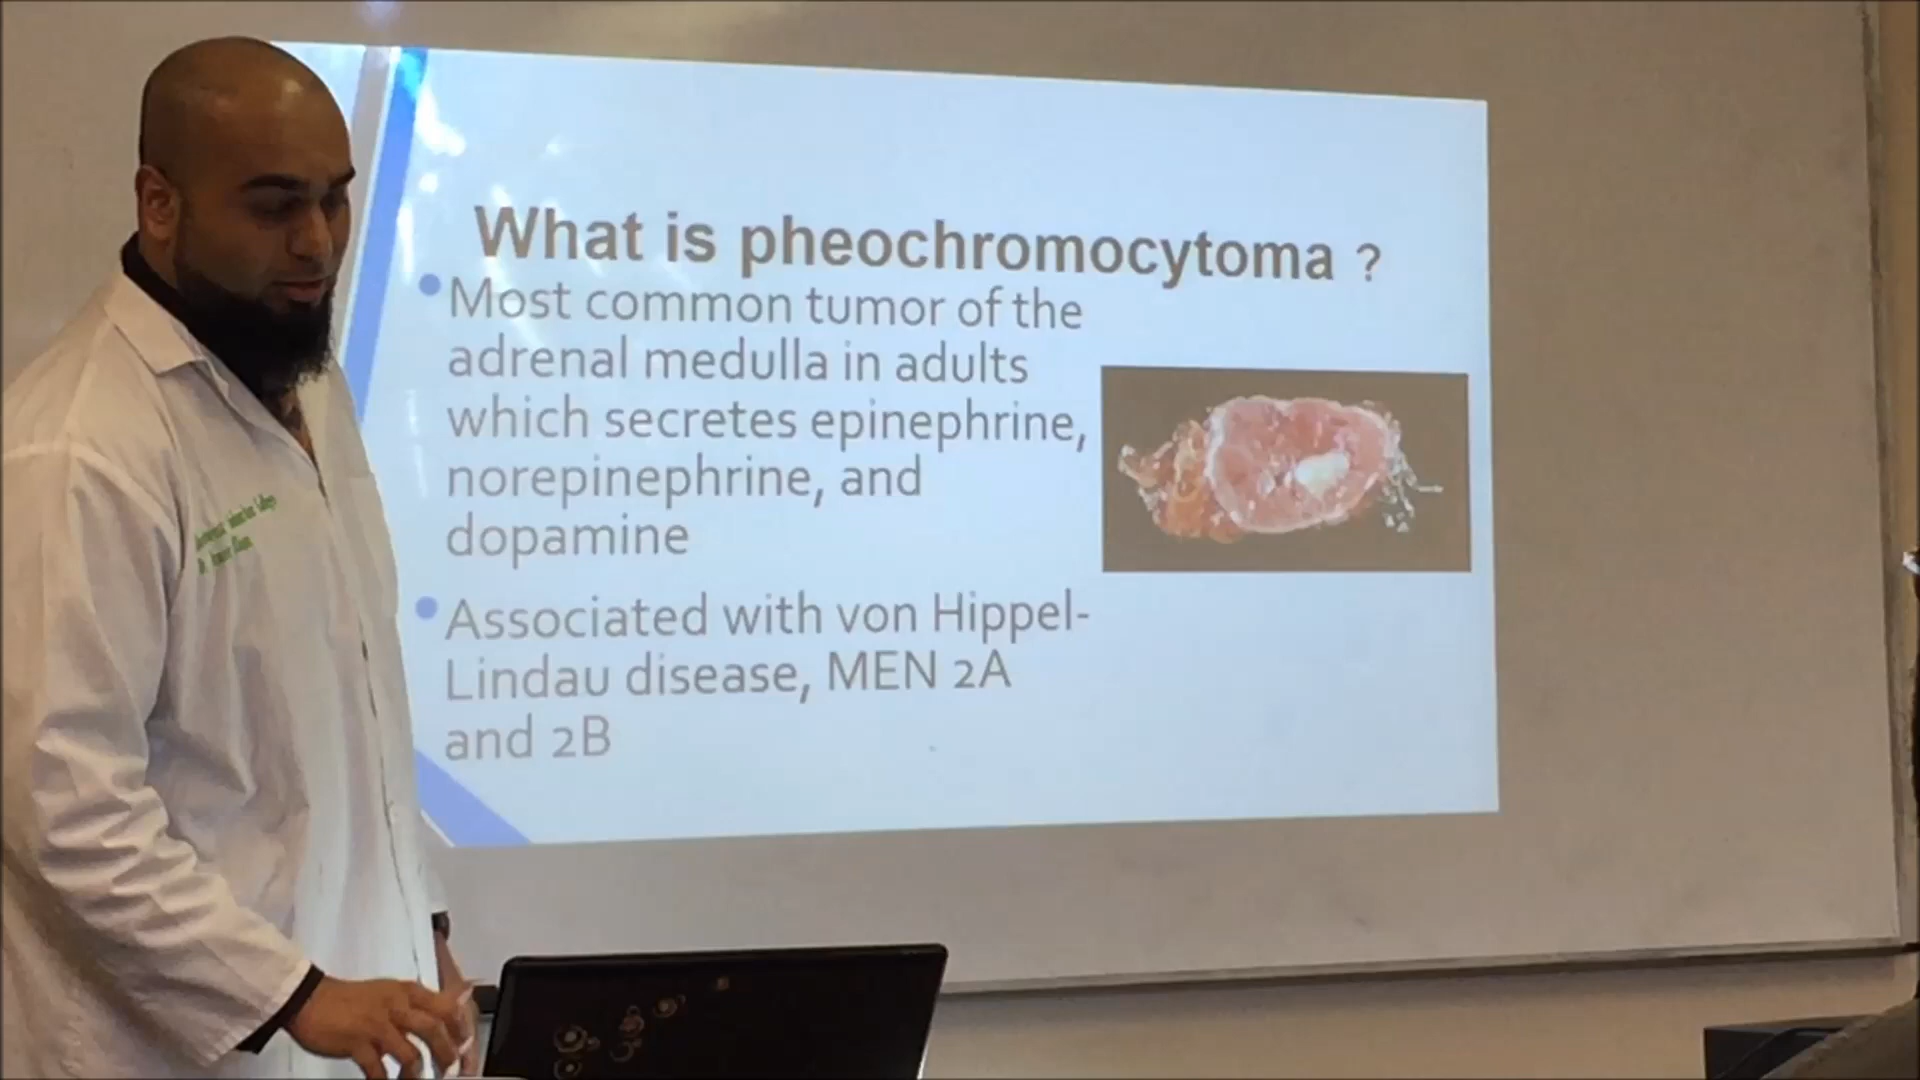 What is pheochromocytoma ?
Most common tumor of the
adrenal medulla in adults
which secretes epinephrine,
norepinephrine, and
dopamine
Associated with von Hippel-
Lindau disease, MEN 2A
and 2B